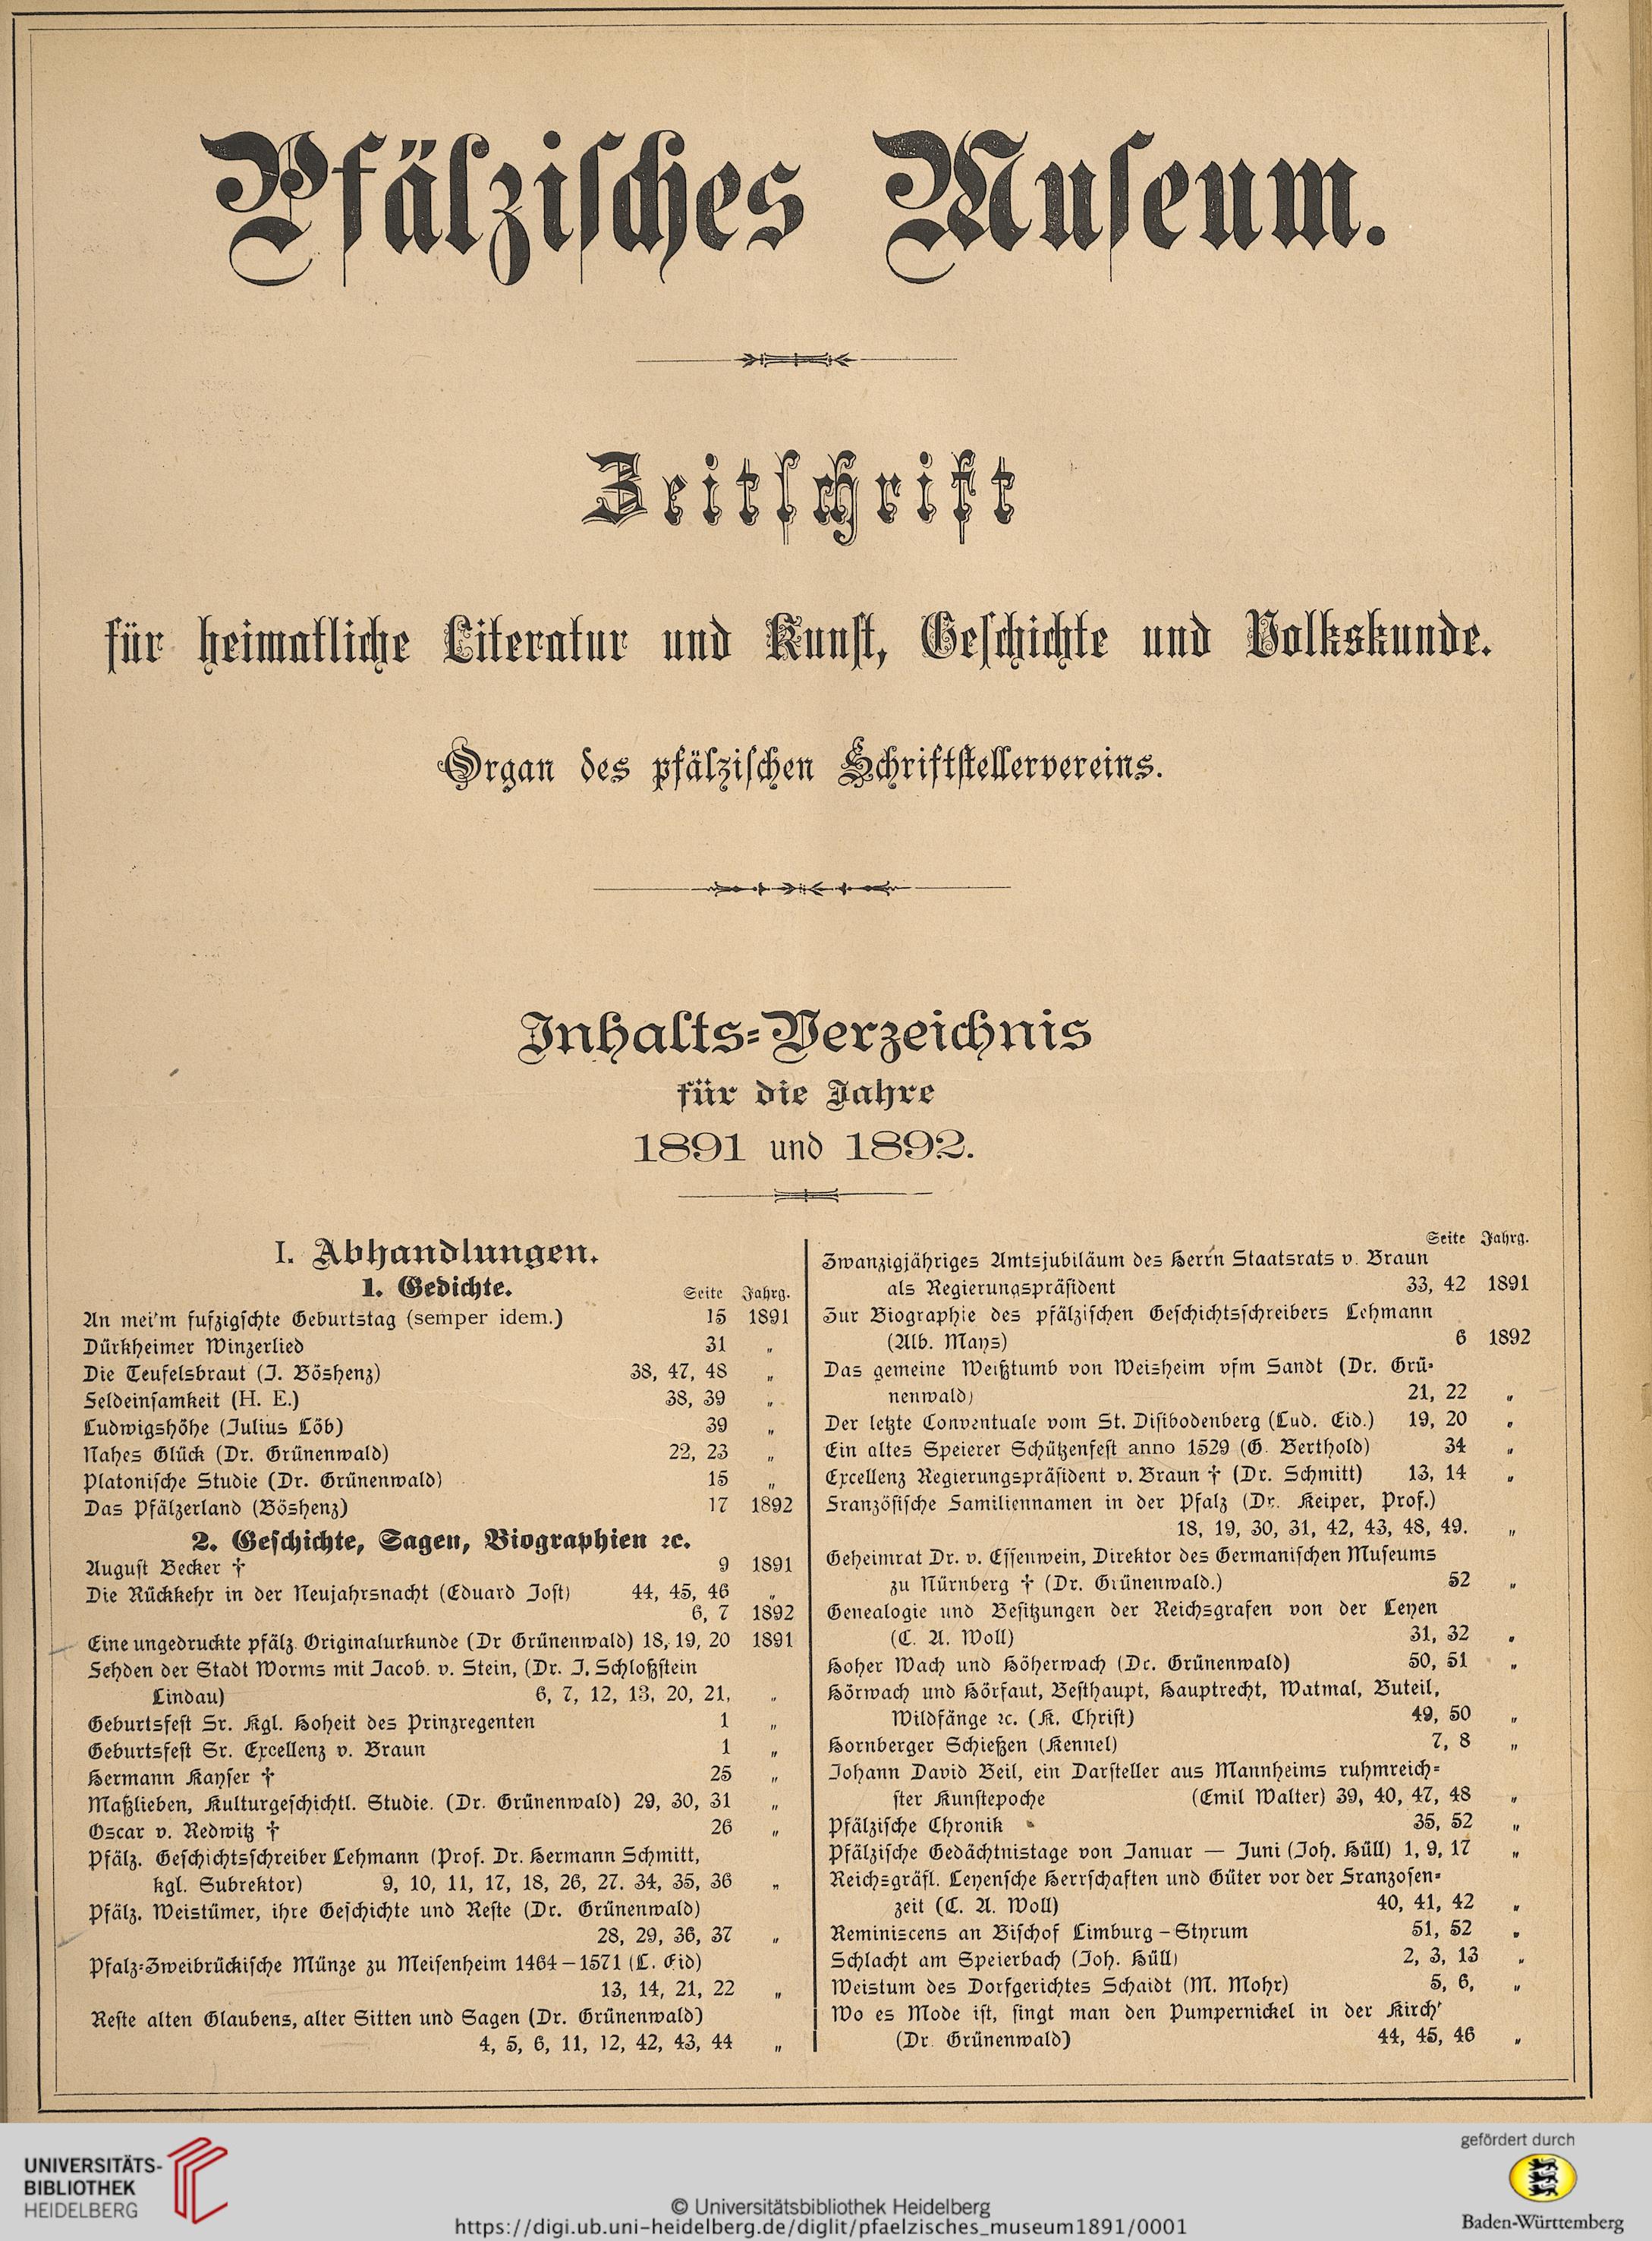 Pfälzisches Museum.
Zeitschrift
für heimatliche Literatur und Kunst, Geschichte und Volkskunde.
Organ des pfälzischen Schriftstellervereins.
Inhalts=Verzeichnis
für die Jahre
1891 und 1892.
I. Abhandlungen.
1. Gedichte.
Seite Jahrg.
An mei'm fufzigschte Geburtstag (semper idem.) 15 1891
Dürkheimer Winzerlied 31 „
Die Teufelsbraut (J. Böshenz) 38, 47, 48 „
Feldeinsamkeit (H. E.) 38, 39 „
Ludwigshöhe (Julius Löb) 39 „
Nahes Glück (Dr. Grünenwald) 22, 23 „
Platonische Studie (Dr. Grünenwald) 15 „
Das Pfälzerland (Böshenz) 17 1892
2. Geschichte, Sagen, Biographien ꝛc.
August Becker † 9 1891
Die Rückkehr in der Neujahrsnacht (Eduard Jost) 44, 45, 46 „
6, 7 1892
Eine ungedruckte pfälz. Originalurkunde (Dr Grünenwald) 18, 19, 20 1891
Fehden der Stadt Worms mit Jacob. v. Stein, (Dr. J. Schloßstein
Lindau) 6, 7, 12, 13, 20, 21, „
Geburtsfest Sr. Kgl. Hoheit des Prinzregenten 1 „
Geburtsfest Sr. Excellenz v. Braun 1 „
Hermann Kayser † 25 „
Maßlieben, Kulturgeschichtl. Studie. (Dr. Grünenwald) 29, 30, 31 „
Oscar v. Redwitz † 26 „
Pfälz. Geschichtsschreiber Lehmann (Prof. Dr. Hermann Schmitt,
kgl. Subrektor) 9, 10, 11, 17, 18, 26, 27. 34, 35, 36 „
Pfälz. Weistümer, ihre Geschichte und Reste (Dr. Grünenwald)
28, 29, 36, 37 „
Pfalz=Zweibrückische Münze zu Meisenheim 1464–1571 (L. Eid)
13, 14, 21, 22 „
Reste alten Glaubens, alter Sitten und Sagen (Dr. Grünenwald)
4, 5, 6, 11, 12, 42, 43, 44 „
Seite Jahrg.
Zwanzigjähriges Amtsjubiläum des Herrn Staatsrats v. Braun
als Regierungspräsident 33, 42 1891
Zur Biographie des pfälzischen Geschichtsschreibers Lehmann
(Alb. Mays) 6 1892
Das gemeine Weißtumb von Weisheim vfm Sandt (Dr. Grü=
nenwald) 21, 22 „
Der letzte Conventuale vom St. Disibodenberg (Lud. Eid.) 19, 20 „
Ein altes Speierer Schützenfest anno 1529 (G. Berthold) 34 „
Excellenz Regierungspräsident v. Braun † (Dr. Schmitt) 13, 14 „
Französische Familiennamen in der Pfalz (Dr. Keiper, Prof.)
18, 19, 30, 31, 42, 43, 48, 49. „
Geheimrat Dr. v. Essenwein, Direktor des Germanischen Museums
zu Nürnberg † (Dr. Grünenwald.) 52 „
Genealogie und Besitzungen der Reichsgrafen von der Leyen
(C. A. Woll) 31, 32 „
Hoher Wach und Höherwach (Dr. Grünenwald) 50, 51 „
Hörwach und Hörfaut, Besthaupt, Hauptrecht, Watmal, Buteil,
Wildfänge ꝛc. (K. Christ) 49, 50 „
Hornberger Schießen (Kennel) 7, 8 „
Johann David Beil, ein Darsteller aus Mannheims ruhmreich=
ster Kunstepoche (Emil Walter) 39, 40, 47, 48 „
Pfälzische Chronik 35, 52 „
Pfälzische Gedächtnistage von Januar — Juni (Joh. Hüll) 1, 9, 17 „
Reichsgräfl. Leyensche Herrschaften und Güter vor der Franzosen=
zeit (C. A. Woll) 40, 41, 42 „
Reminiscens an Bischof Limburg–Styrum 51, 52 „
Schlacht am Speierbach (Joh. Hüll) 2, 3, 13 „
Weistum des Dorfgerichtes Schaidt (M. Mohr) 5, 6, „
Wo es Mode ist, singt man den Pumpernickel in der Kirch'
(Dr. Grünenwald) 44, 45, 46 „
UNIVERSITÄTS-
BIBLIOTHEK
HEIDELBERG
© Universitätsbibliothek Heidelberg
https://digi.ub.uni-heidelberg.de/diglit/pfaelzisches_museum1891/0001
gefördert durch
Baden-Württemberg